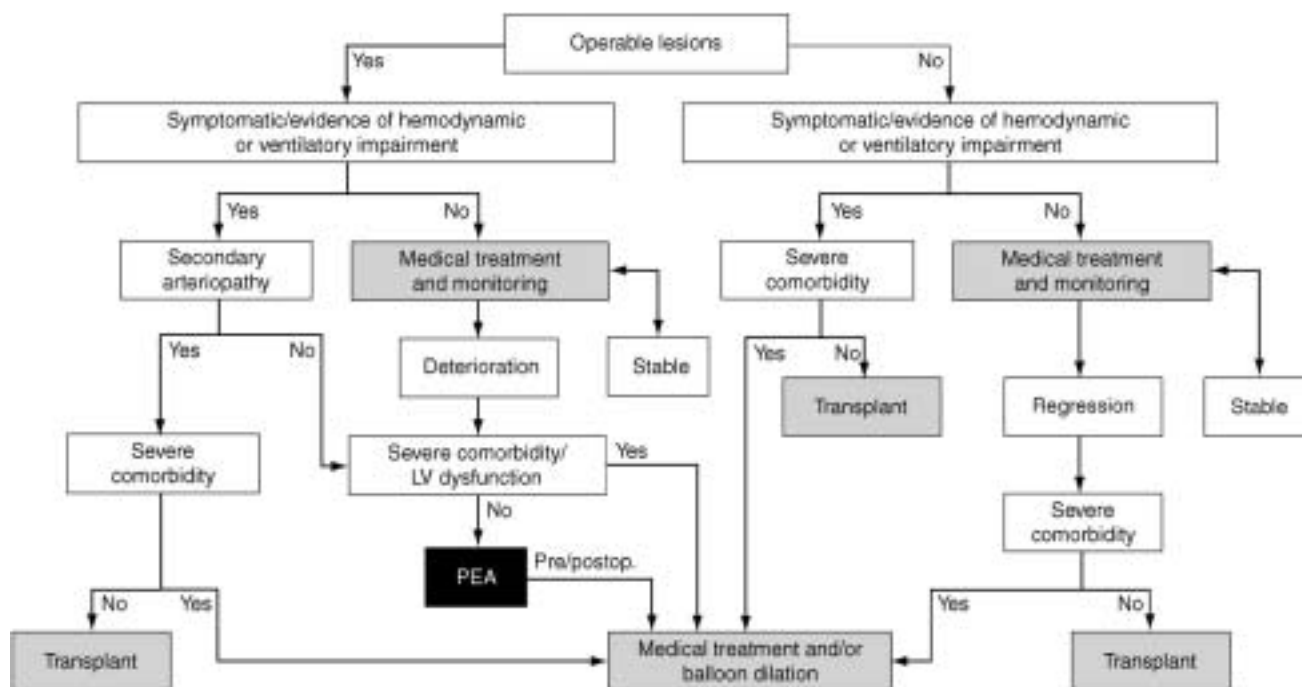 Operable lesions
Yes
No
Symptomatic/evidence of hemodynamic
or ventilatory impairment
Symptomatic/evidence of hemodynamic
or ventilatory impairment
Yes
No
Yes
No
Secondary
arteriopathy
Medical treatment
and monitoring
Severe
comorbidity
Medical treatment
and monitoring
Yes
No
Deterioration
Stable
Yes
No
Transplant
Regression
Stable
Severe
comorbidity
Severe comorbidity/
LV dysfunction
Yes
No
Severe
comorbidity
PEA
Pre/postop.
No
Yes
Yes
No
Transplant
Medical treatment and/or
balloon dilation
Transplant